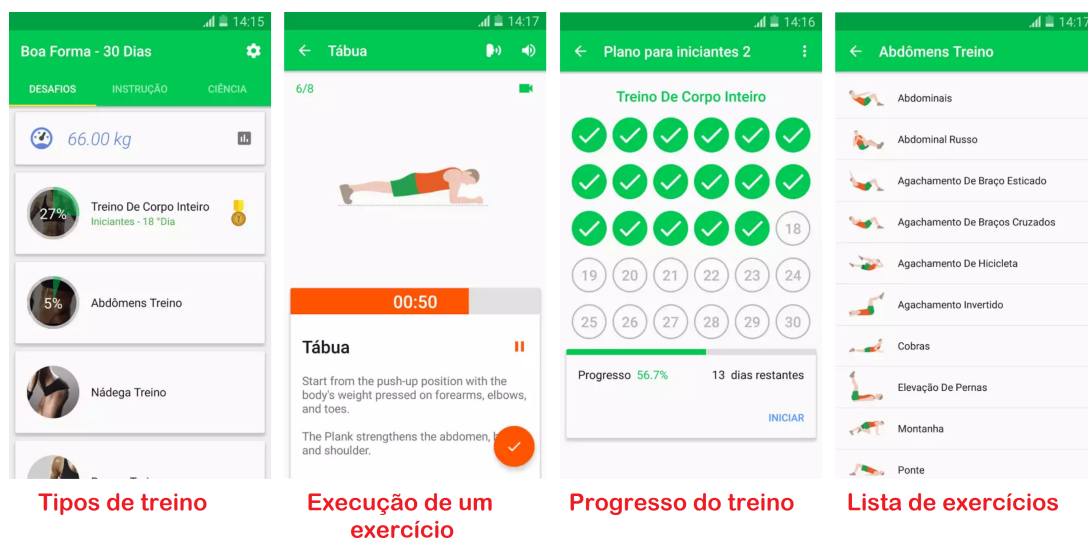 14:15
Boa Forma - 30 Dias
DESAFIOS INSTRUÇÃO CIÊNCIA
66.00 kg
27%
Treino De Corpo Inteiro
Iniciantes - 18 °Dia
5%
Abdômens Treino
Nádega Treino
Tipos de treino
14:17
Tábua
6/8
00:50
Tábua
Start from the push-up position with the
body's weight pressed on forearms, elbows,
and toes.
The Plank strengthens the abdomen,
and shoulder.
Execução de um
exercício
14:16
Plano para iniciantes 2
Treino De Corpo Inteiro
18
19 20 21 22 23 24
25 26 27 28 29 30
Progresso 56.7% 13 dias restantes
INICIAR
Progresso do treino
14:17
Abdômens Treino
Abdominais
Abdominal Russo
Agachamento De Braço Esticado
Agachamento De Braços Cruzados
Agachamento De Hicicleta
Agachamento Invertido
Cobras
Elevação De Pernas
Montanha
Ponte
Lista de exercícios